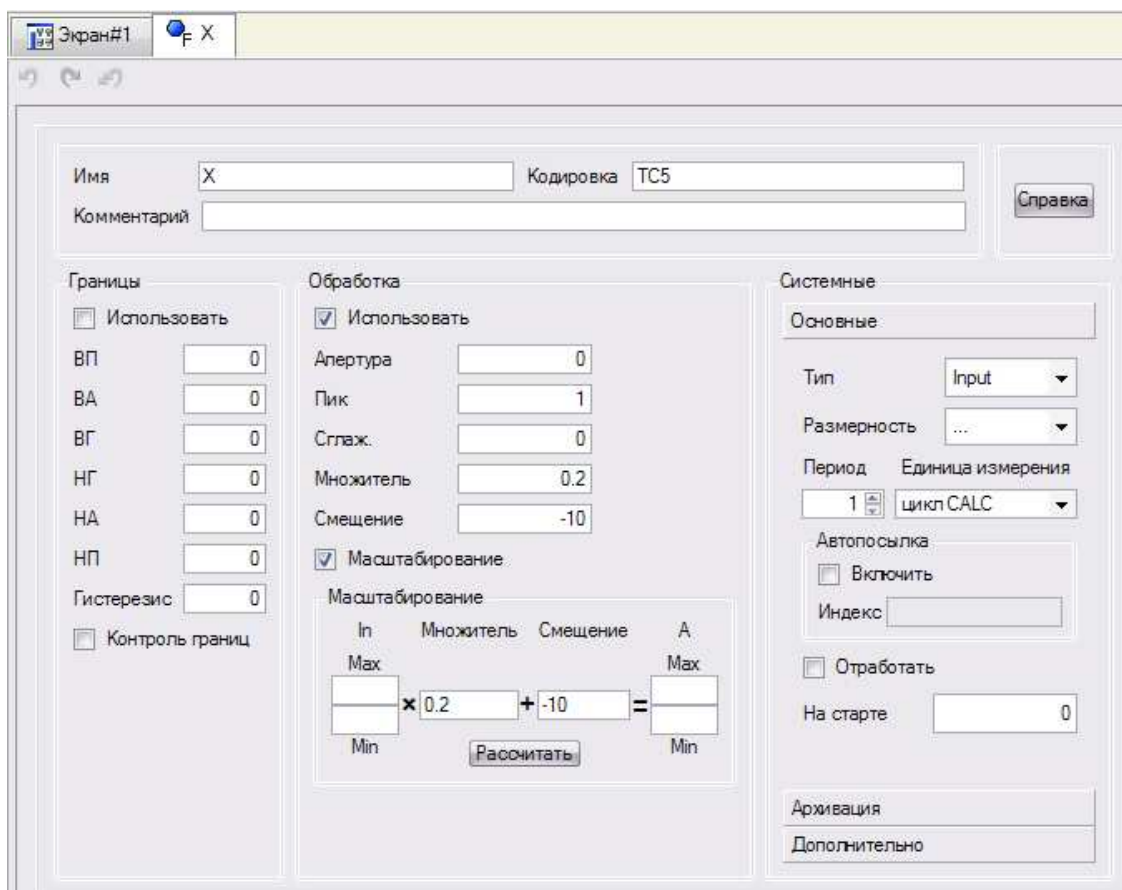 Экран#1 F X
Имя X Кодировка TC5
Комментарий
Справка
Границы
Использовать
ВП 0
ВА 0
ВГ 0
НГ 0
НА 0
НП 0
Гистерезис 0
Контроль границ
Обработка
Использовать
Апертура 0
Пик 1
Сглаж. 0
Множитель 0.2
Смещение -10
Масштабирование
Масштабирование
In Множитель Смещение A
Max Max
× 0.2 + -10 =
Min Min
Рассчитать
Системные
Основные
Тип Input
Размерность ...
Период Единица измерения
1 цикл CALC
Автопосылка
Включить
Индекс
Отработать
На старте 0
Архивация
Дополнительно